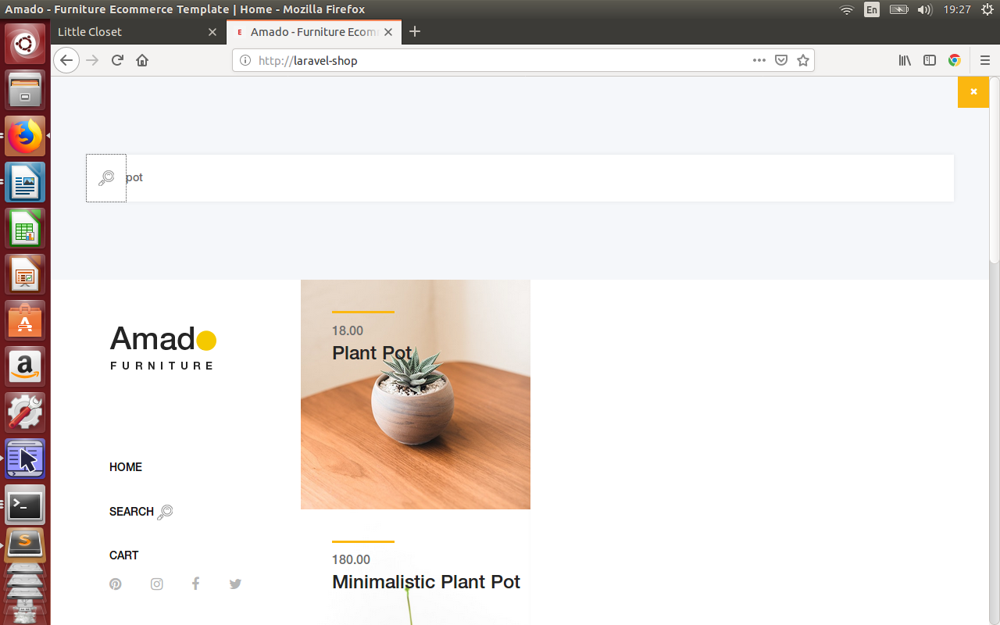 Amado - Furniture Ecommerce Template | Home - Mozilla Firefox
En
19:27
Little Closet
E Amado - Furniture Ecom
http://laravel-shop
pot
Amado
FURNITURE
HOME
SEARCH
CART
18.00
Plant Pot
180.00
Minimalistic Plant Pot